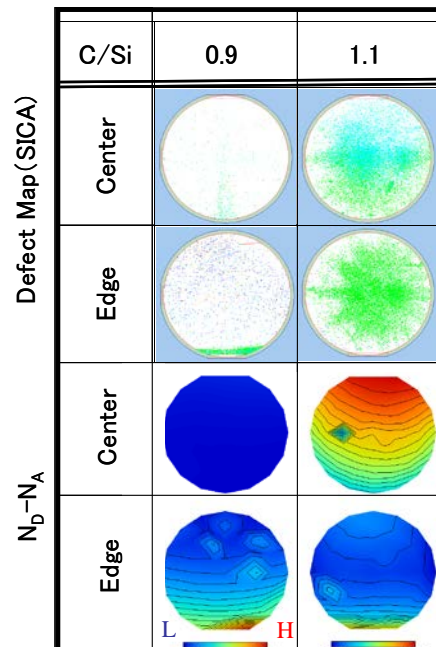 C/Si 0.9 1.1
Defect Map(SICA)
Center
Edge
N_D-N_A
Center
Edge
L H